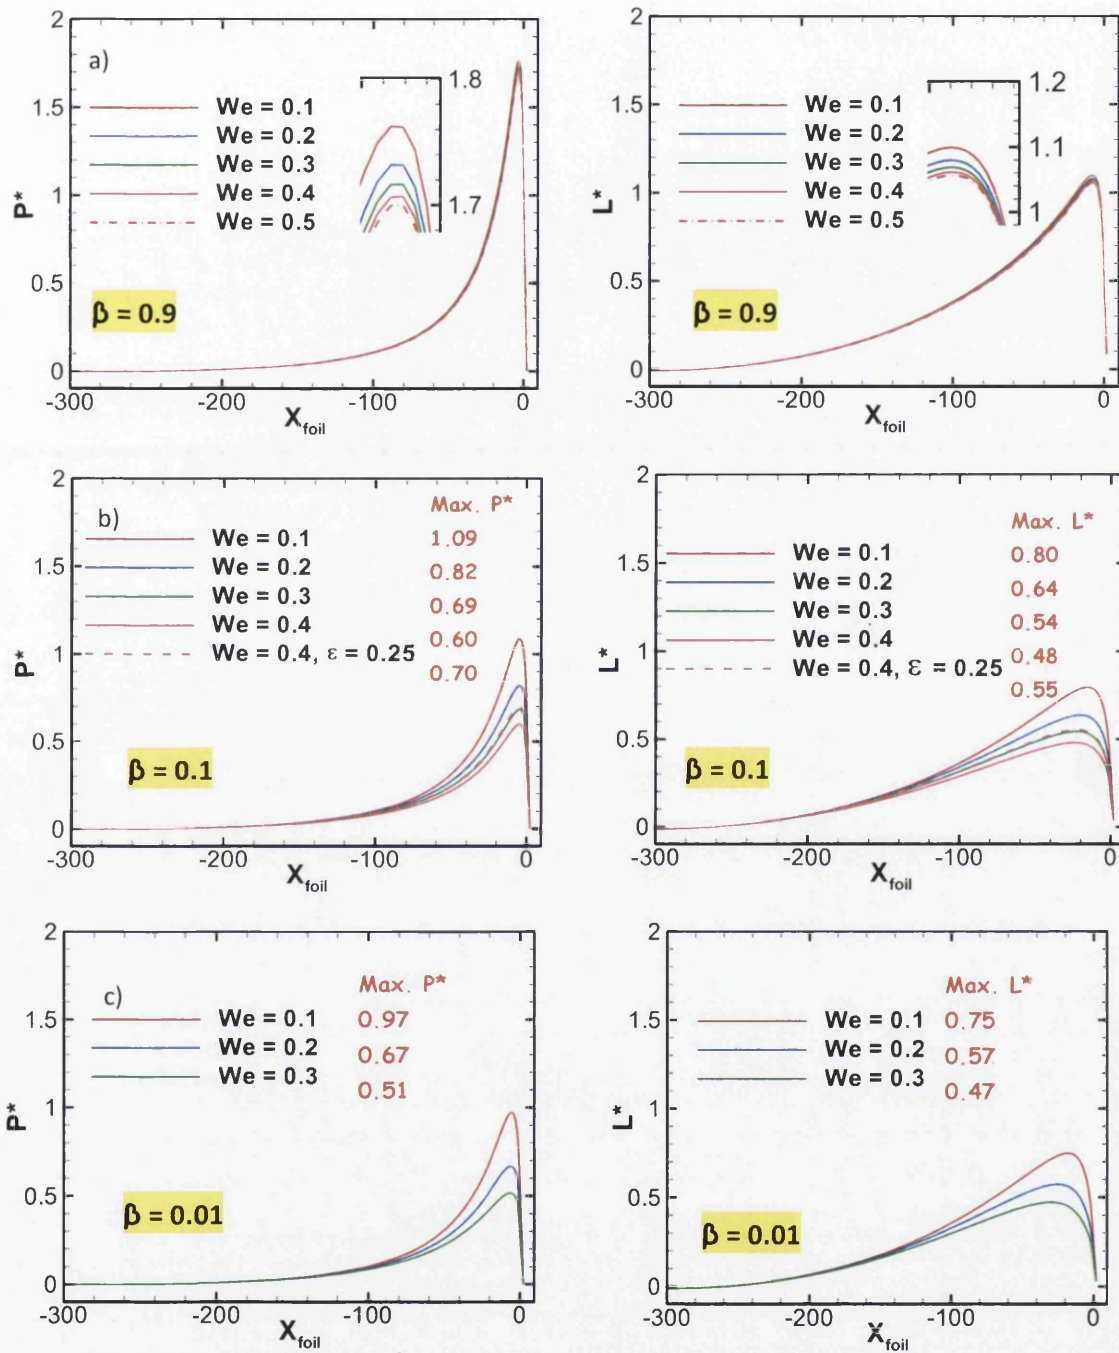 a)
2
1.5
1
0.5
0
P*
We = 0.1
We = 0.2
We = 0.3
We = 0.4
We = 0.5
1.8
1.7
β = 0.9
-300
-200
-100
0
X foil
2
1.5
1
0.5
0
L*
We = 0.1
We = 0.2
We = 0.3
We = 0.4
We = 0.5
1.2
1.1
1
β = 0.9
-300
-200
-100
0
X foil
b)
2
1.5
1
0.5
0
P*
We = 0.1
We = 0.2
We = 0.3
We = 0.4
We = 0.4, ε = 0.25
Max. P*
1.09
0.82
0.69
0.60
0.70
β = 0.1
-300
-200
-100
0
X foil
2
1.5
1
0.5
0
L*
We = 0.1
We = 0.2
We = 0.3
We = 0.4
We = 0.4, ε = 0.25
Max. L*
0.80
0.64
0.54
0.48
0.55
β = 0.1
-300
-200
-100
0
X foil
c)
2
1.5
1
0.5
0
P*
We = 0.1
We = 0.2
We = 0.3
Max. P*
0.97
0.67
0.51
β = 0.01
-300
-200
-100
0
X foil
2
1.5
1
0.5
0
L*
We = 0.1
We = 0.2
We = 0.3
Max. L*
0.75
0.57
0.47
β = 0.01
-300
-200
-100
0
X foil